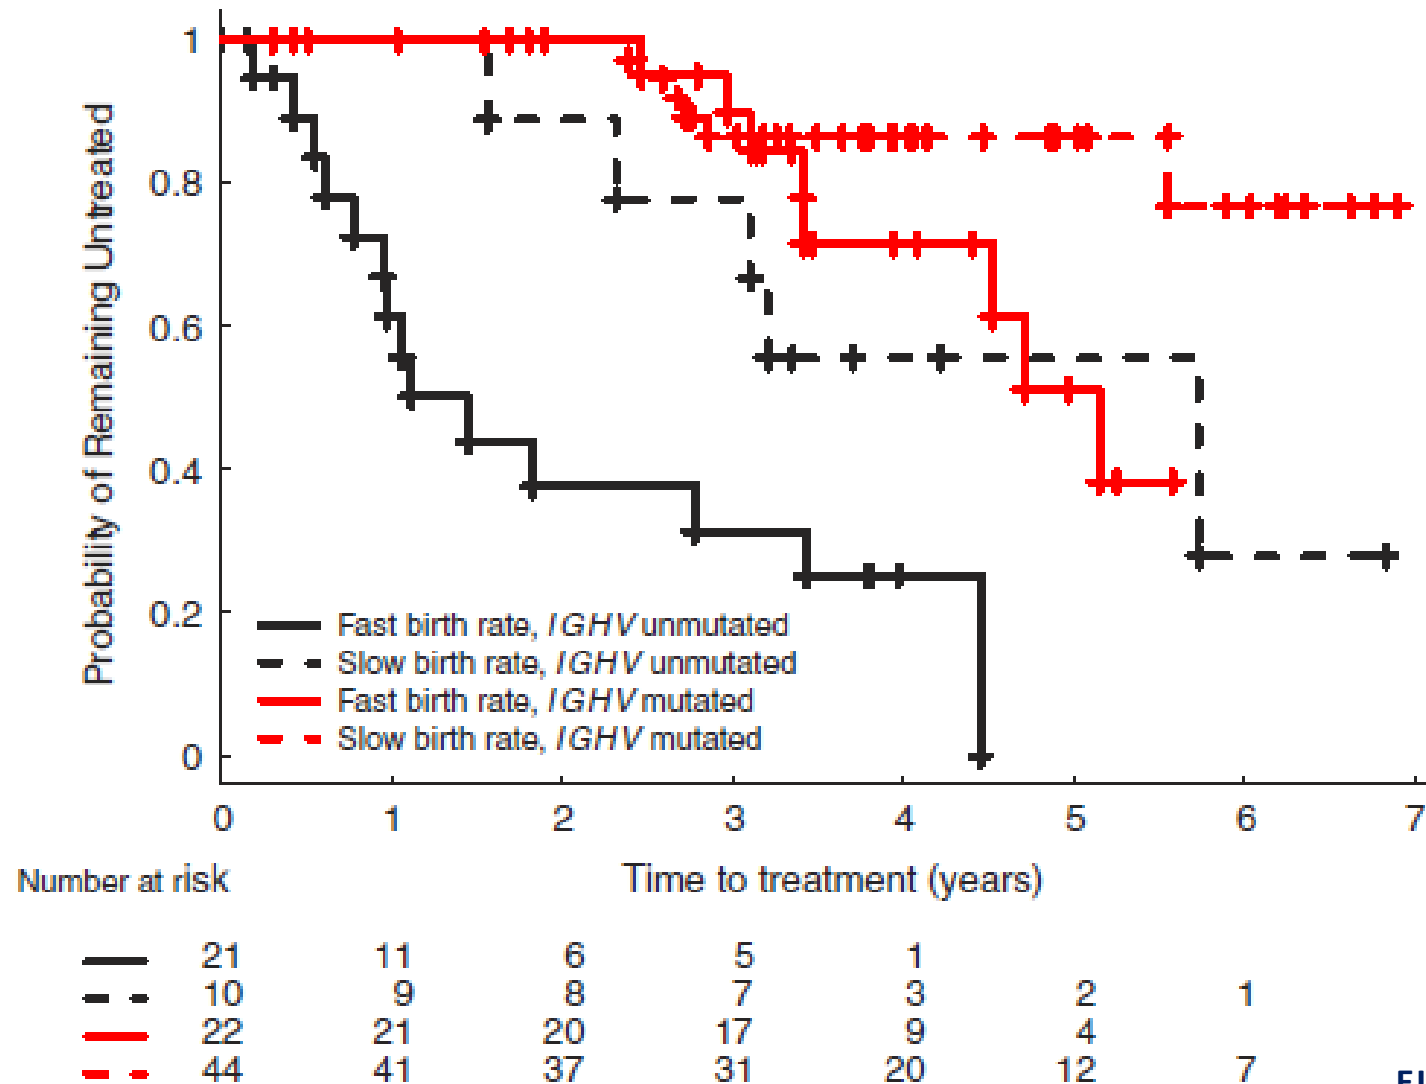 Probability of Remaining Untreated
1
0.8
0.6
0.4
0.2
0
Fast birth rate, IGHV unmutated
Slow birth rate, IGHV unmutated
Fast birth rate, IGHV mutated
Slow birth rate, IGHV mutated
0 1 2 3 4 5 6 7
Number at risk
Time to treatment (years)
21 11 6 5 1
10 9 8 7 3 2 1
22 21 20 17 9 4
44 41 37 31 20 12 7